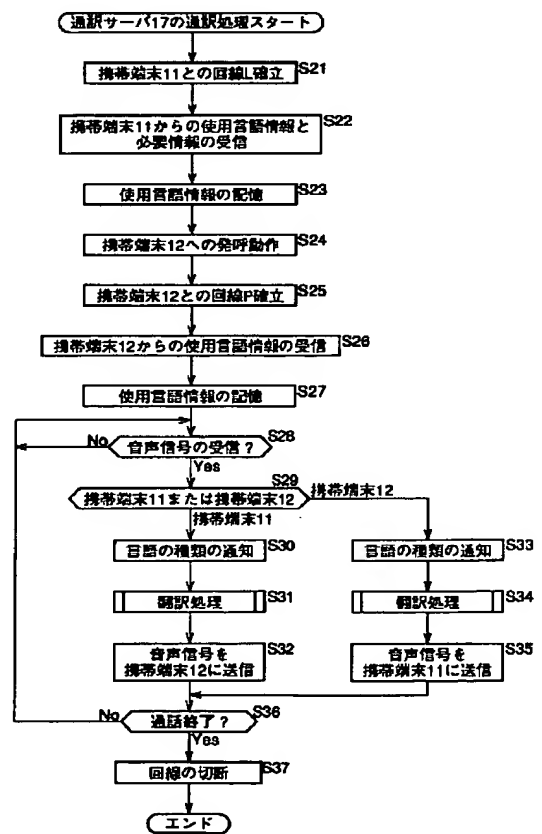 通訳サーバ17の通訳処理スタート
携帯端末11との回線L確立 S21
携帯端末11からの使用言語情報と
必要情報の受信 S22
使用言語情報の記憶 S23
携帯端末12への発呼動作 S24
携帯端末12との回線P確立 S25
携帯端末12からの使用言語情報の受信 S26
使用言語情報の記憶 S27
音声信号の受信? S28
No
Yes
携帯端末11または携帯端末12 S29
携帯端末12
携帯端末11
言語の種類の通知 S30
言語の種類の通知 S33
翻訳処理 S31
翻訳処理 S34
音声信号を
携帯端末12に送信 S32
音声信号を
携帯端末11に送信 S35
通話終了? S36
No
Yes
回線の切断 S37
エンド